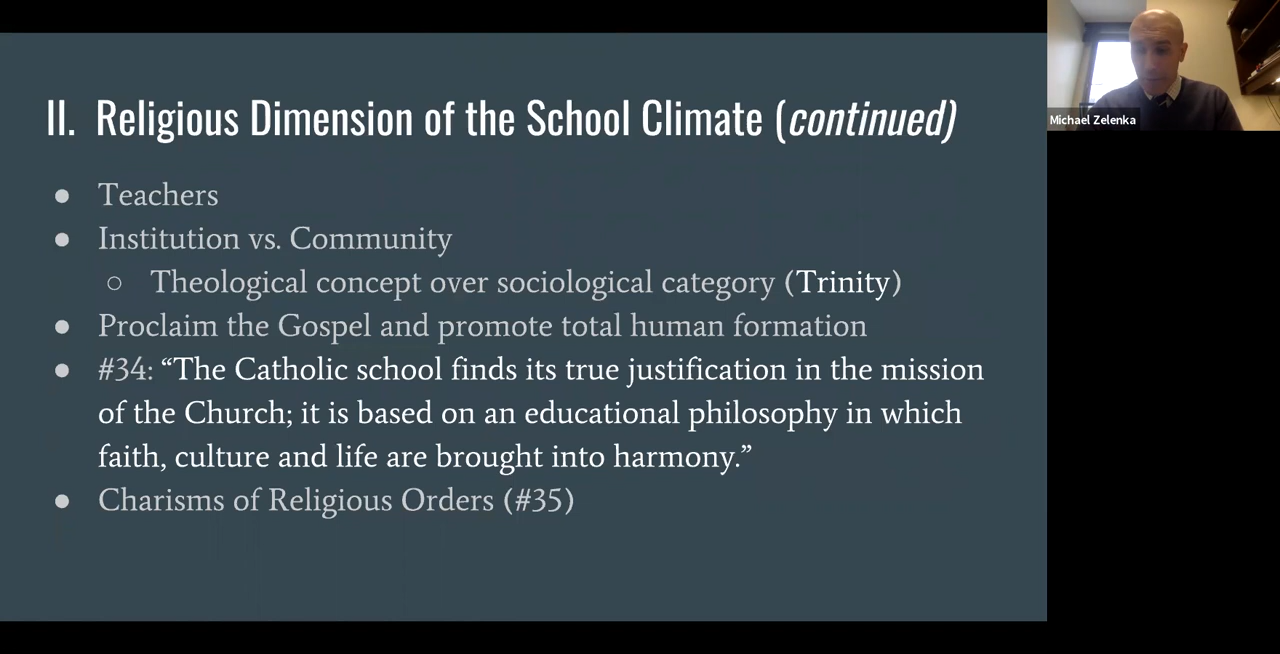 II. Religious Dimension of the School Climate (continued)
● Teachers
● Institution vs. Community
○ Theological concept over sociological category (Trinity)
● Proclaim the Gospel and promote total human formation
● #34: “The Catholic school finds its true justification in the mission
of the Church; it is based on an educational philosophy in which
faith, culture and life are brought into harmony.”
● Charisms of Religious Orders (#35)
Michael Zelenka